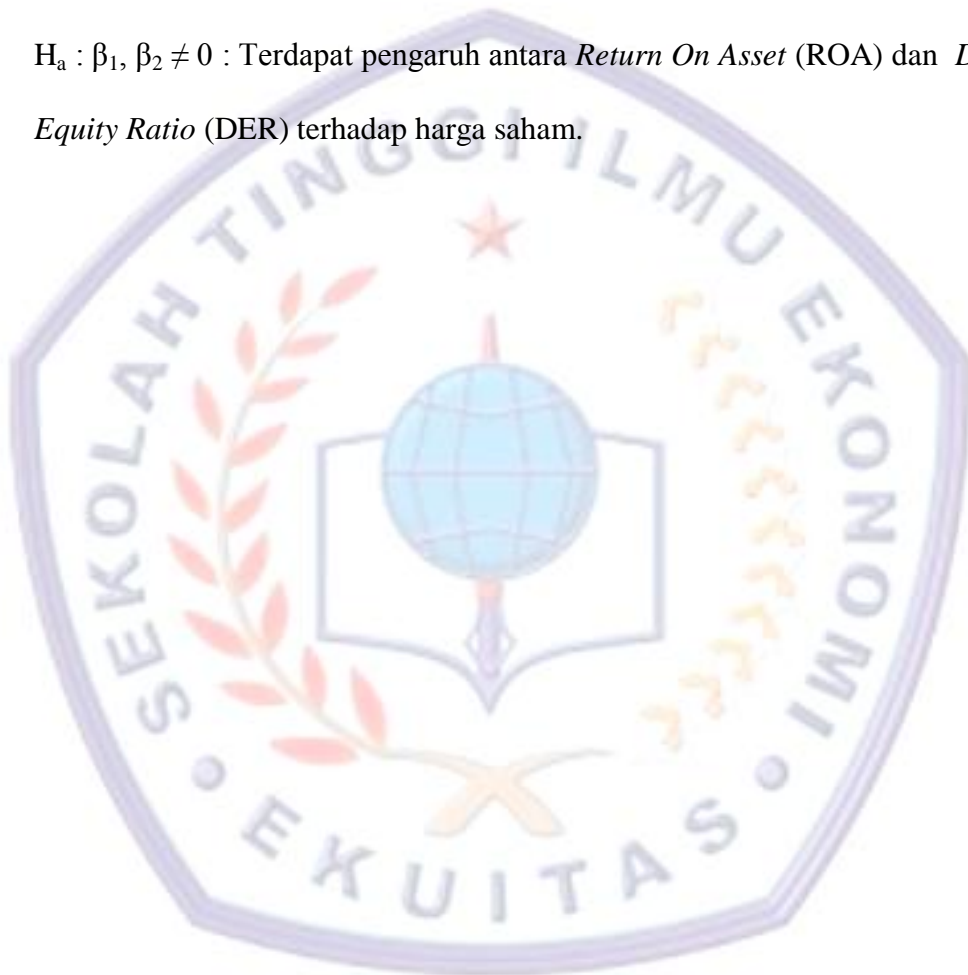 Hₐ : β₁, β₂ ≠ 0 : Terdapat pengaruh antara Return On Asset (ROA) dan
Equity Ratio (DER) terhadap harga saham.
SEKOLAH TINGGI ILMU EKONOMI
• EKUITAS •